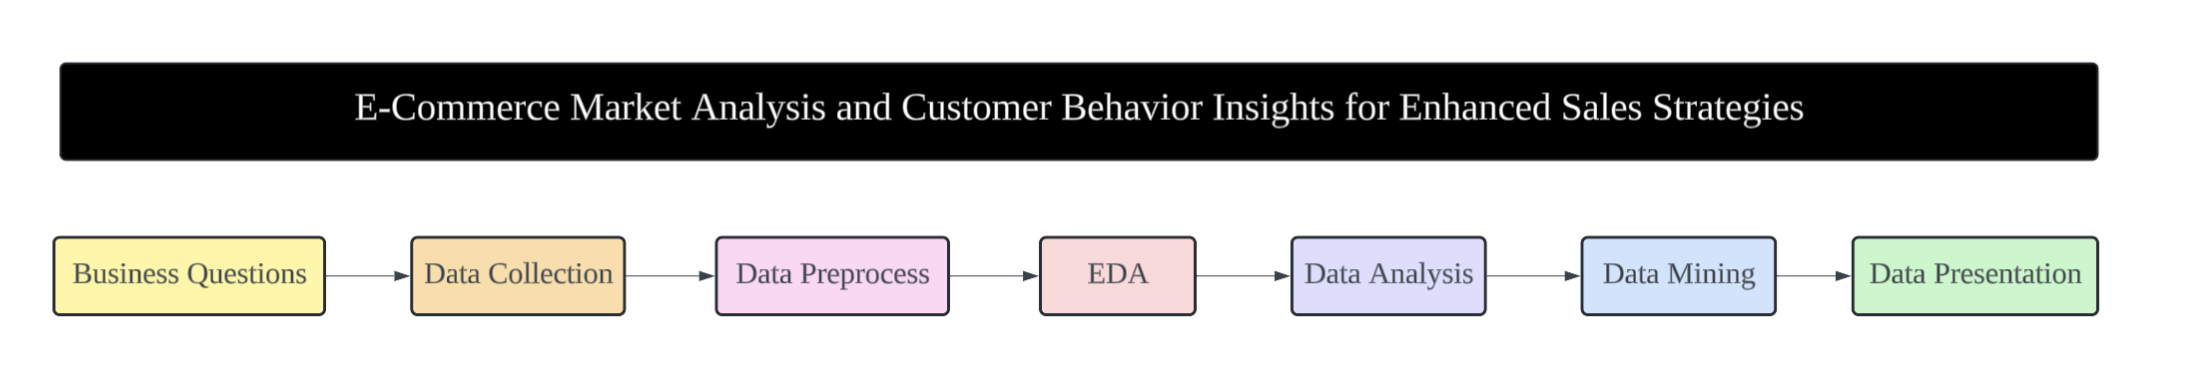 E-Commerce Market Analysis and Customer Behavior Insights for Enhanced Sales Strategies
Business Questions
Data Collection
Data Preprocess
EDA
Data Analysis
Data Mining
Data Presentation